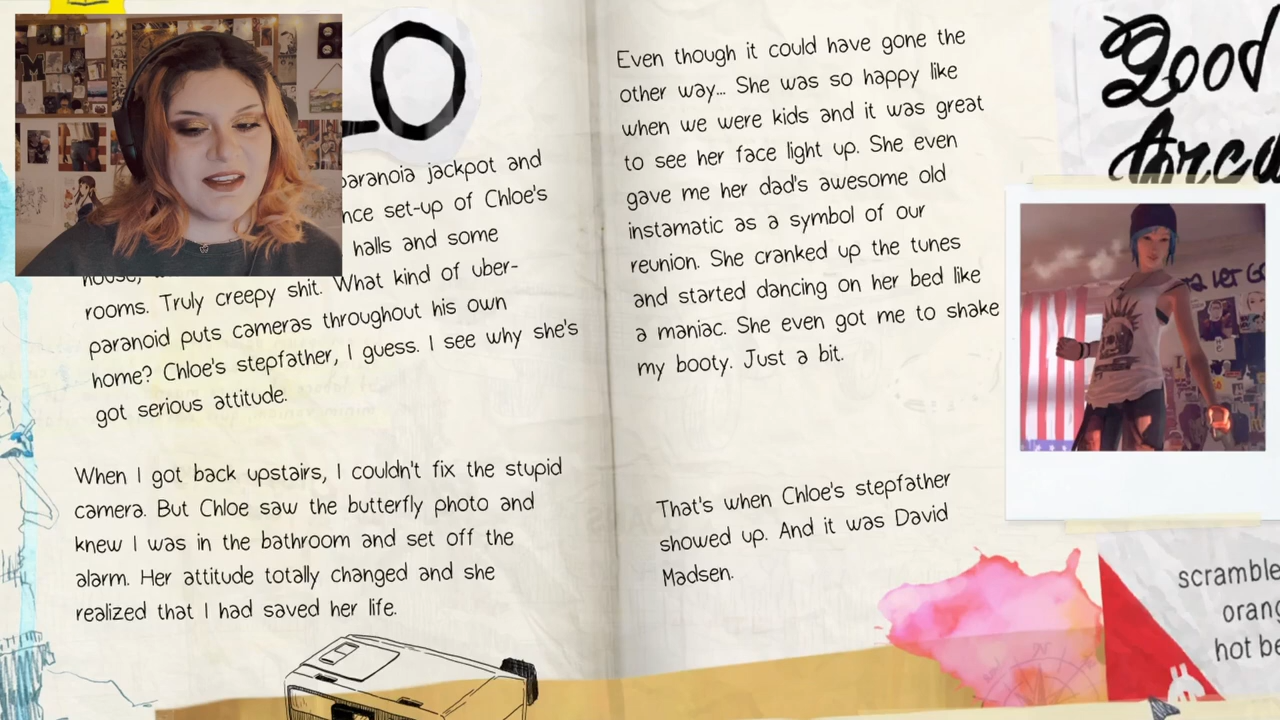 paranoia jackpot and
set-up of Chloe's
halls and some
rooms. Truly creepy shit. What kind of uber-
paranoid puts cameras throughout his own
home? Chloe's stepfather, I guess. I see why she's
got serious attitude.
When I got back upstairs, I couldn't fix the stupid
camera. But Chloe saw the butterfly photo and
knew I was in the bathroom and set off the
alarm. Her attitude totally changed and she
realized that I had saved her life.
Even though it could have gone the
other way... She was so happy like
when we were kids and it was great
to see her face light up. She even
gave me her dad's awesome old
instamatic as a symbol of our
reunion. She cranked up the tunes
and started dancing on her bed like
a maniac. She even got me to shake
my booty. Just a bit.
That's when Chloe's stepfather
showed up. And it was David
Madsen.
Good
hot